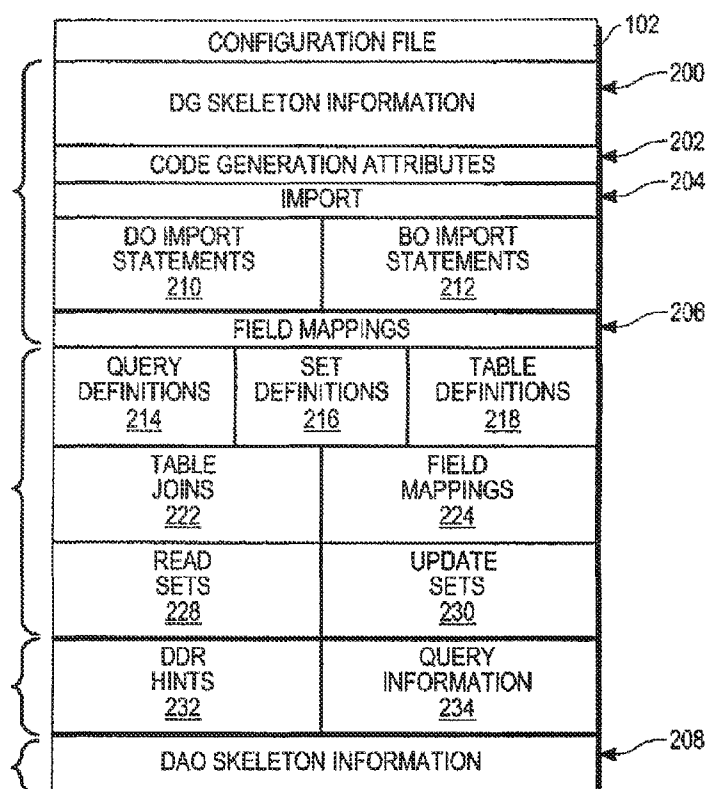 CONFIGURATION FILE
102
DG SKELETON INFORMATION
200
CODE GENERATION ATTRIBUTES
202
IMPORT
204
DO IMPORT
STATEMENTS
210
BO IMPORT
STATEMENTS
212
FIELD MAPPINGS
206
QUERY
DEFINITIONS
214
SET
DEFINITIONS
216
TABLE
DEFINITIONS
218
TABLE
JOINS
222
FIELD
MAPPINGS
224
READ
SETS
228
UPDATE
SETS
230
DDR
HINTS
232
QUERY
INFORMATION
234
DAO SKELETON INFORMATION
208